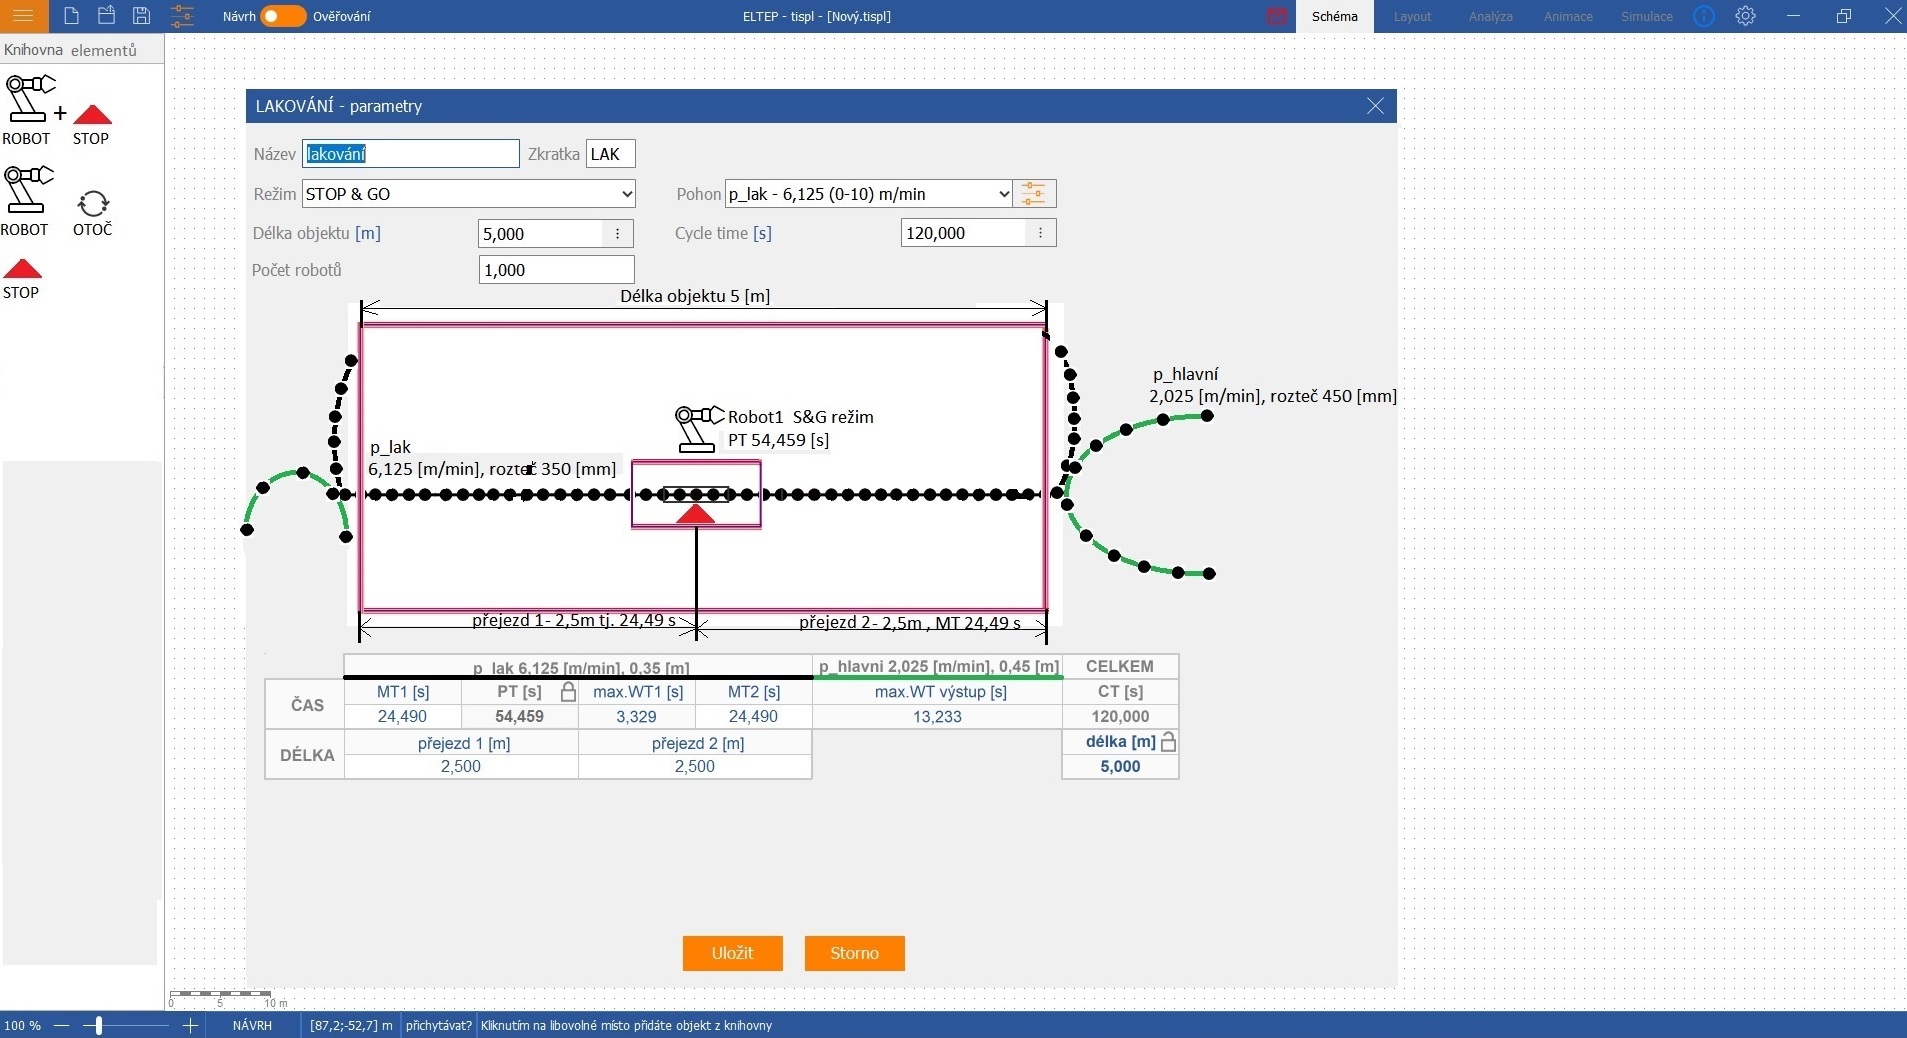 Návrh Ověřování ELTEP - tispl - [Nový.tispl] Schéma Layout Analýza Animace Simulace
Knihovna elementů
ROBOT + STOP
ROBOT OTOČ
STOP
LAKOVÁNÍ - parametry
Název lakování Zkratka LAK
Režim STOP & GO Pohon p_lak - 6,125 (0-10) m/min
Délka objektu [m] 5,000 Cycle time [s] 120,000
Počet robotů 1,000
Délka objektu 5 [m]
p_hlavní
2,025 [m/min], rozteč 450 [mm]
Robot1 S&G režim
PT 54,459 [s]
p_lak
6,125 [m/min], rozteč 350 [mm]
přejezd 1- 2,5m tj. 24,49 s přejezd 2- 2,5m , MT 24,49 s
p_lak 6,125 [m/min], 0,35 [m] p_hlavni 2,025 [m/min], 0,45 [m] CELKEM
ČAS MT1 [s] PT [s] max.WT1 [s] MT2 [s] max.WT výstup [s] CT [s]
24,490 54,459 3,329 24,490 13,233 120,000
DÉLKA přejezd 1 [m] přejezd 2 [m] délka [m]
2,500 2,500 5,000
Uložit Storno
0 5 10 m
100 % NÁVRH [87,2;-52,7] m přichytávat? Kliknutím na libovolné místo přidáte objekt z knihovny